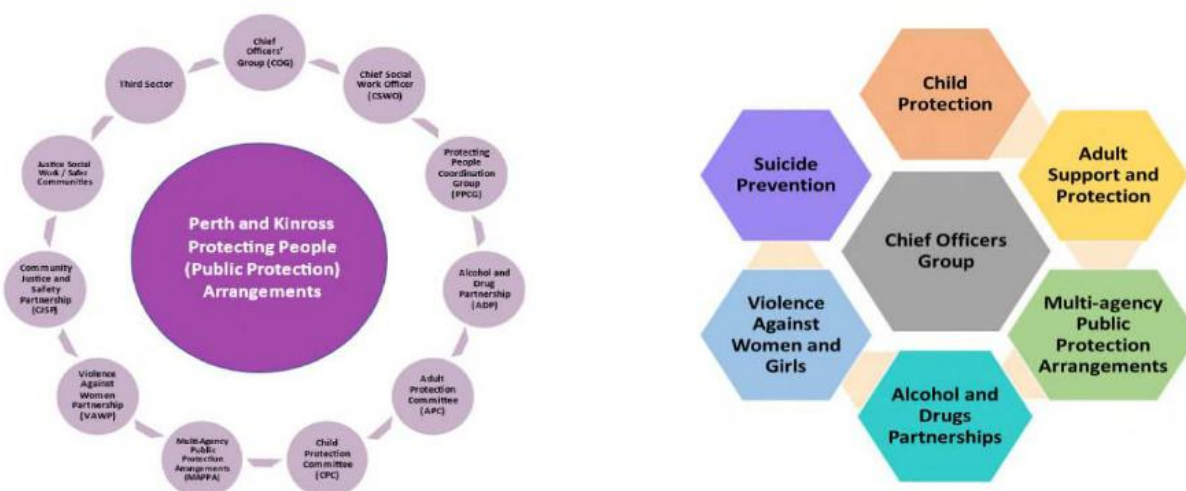 Chief
Officers'
Group (COG)
Chief Social
Work Officer
(CSWO)
Protecting
People
Coordination
Group
(PPCG)
Alcohol and
Drug
Partnership
(ADP)
Adult
Protection
Committee
(APC)
Child
Protection
Committee
(CPC)
Multi-Agency
Public
Protection
Arrangements
(MAPPA)
Violence
Against
Women
Partnership
(VAWP)
Community
Justice and
Safety
Partnership
(CJSP)
Justice Social
Work / Safer
Communities
Third Sector
Perth and Kinross
Protecting People
(Public Protection)
Arrangements
Child
Protection
Adult
Support and
Protection
Multi-agency
Public
Protection
Arrangements
Alcohol and
Drugs
Partnerships
Violence
Against
Women and
Girls
Suicide
Prevention
Chief Officers
Group